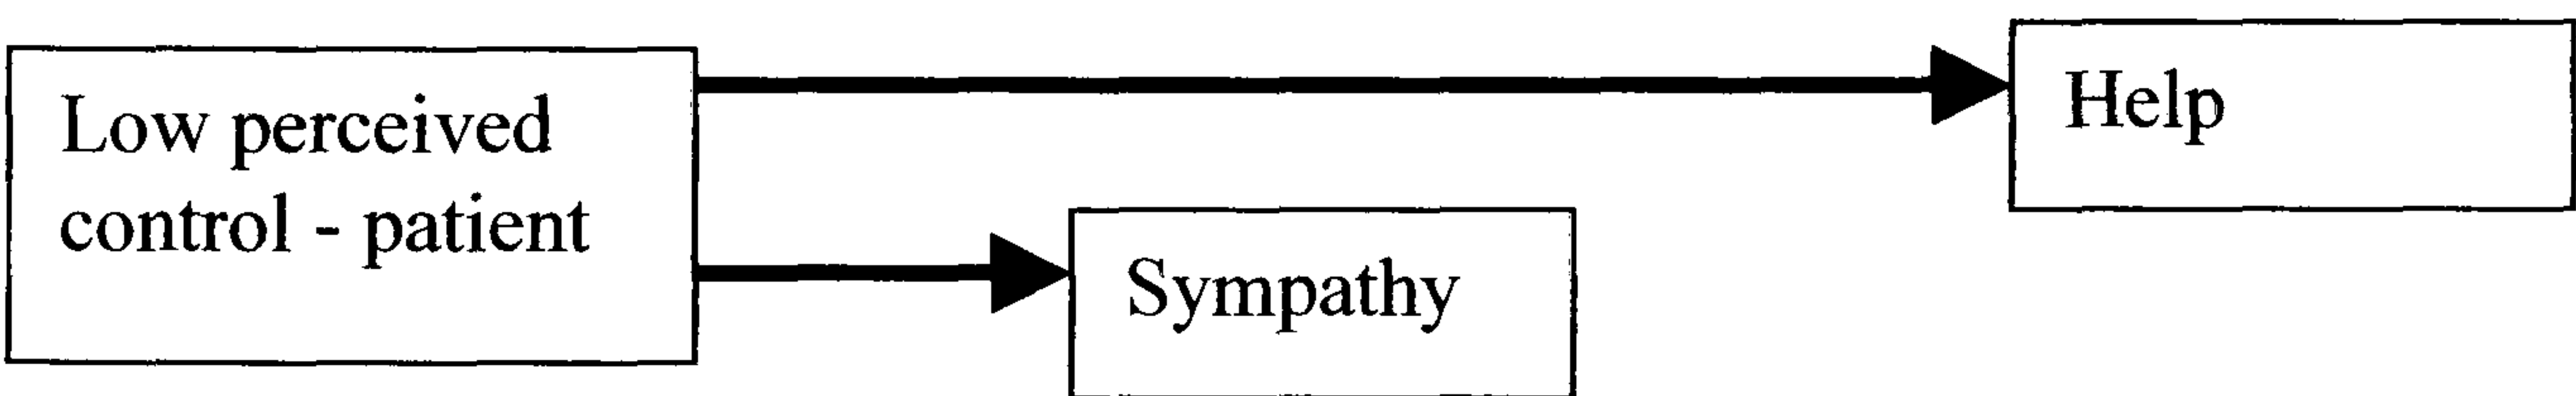 Low perceived
control - patient
Help
Sympathy